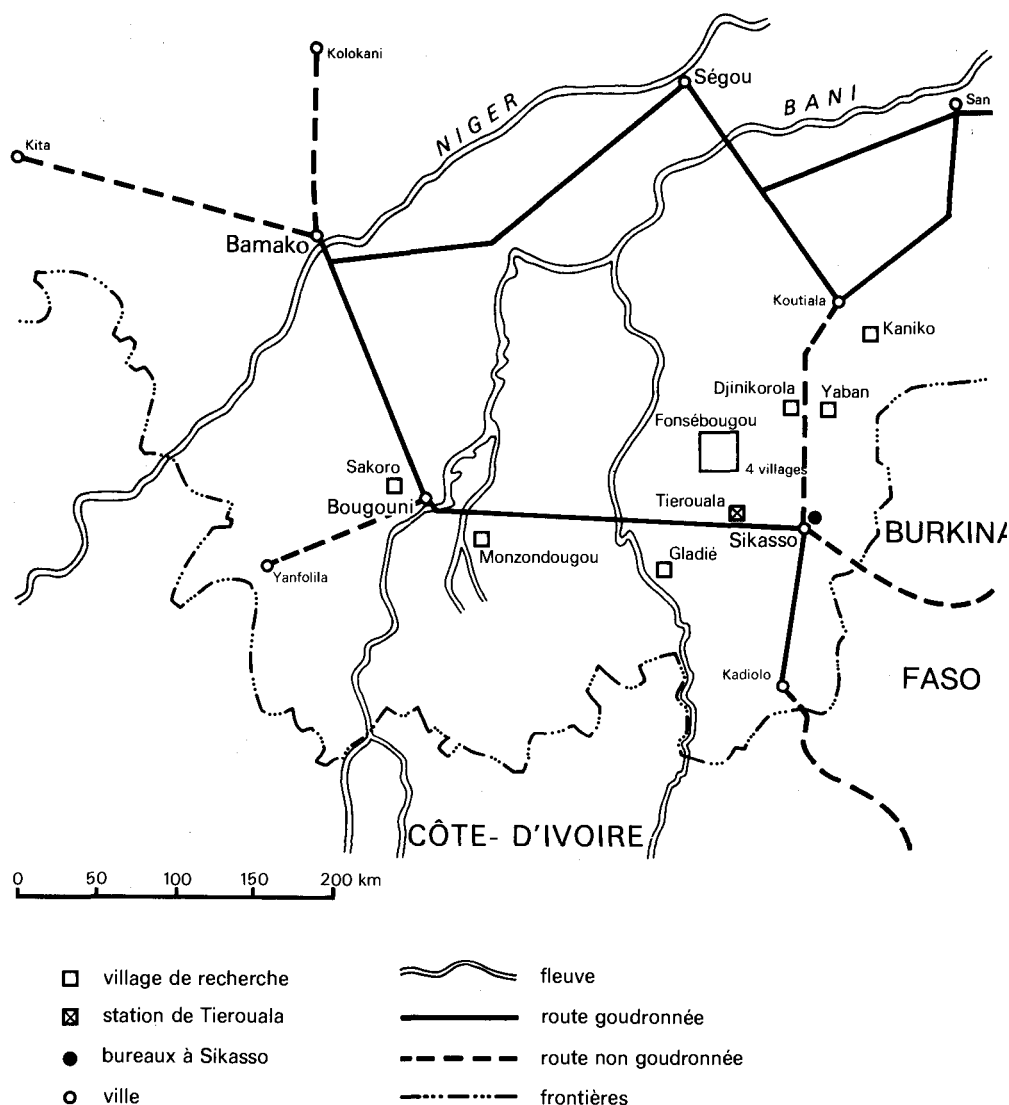 Kolokani
Ségou
NIGER
BANI
San
Kita
Bamako
Koutiala
Kaniko
Djinikorola
Yaban
Fonsébougou
4 villages
Sakoro
Bougouni
Tierouala
Sikasso
BURKINA
Monzondougou
Gladié
Yanfolila
Kadiolo
FASO
CÔTE- D'IVOIRE
0 50 100 150 200 km
village de recherche
station de Tierouala
bureaux à Sikasso
ville
fleuve
route goudronnée
route non goudronnée
frontières